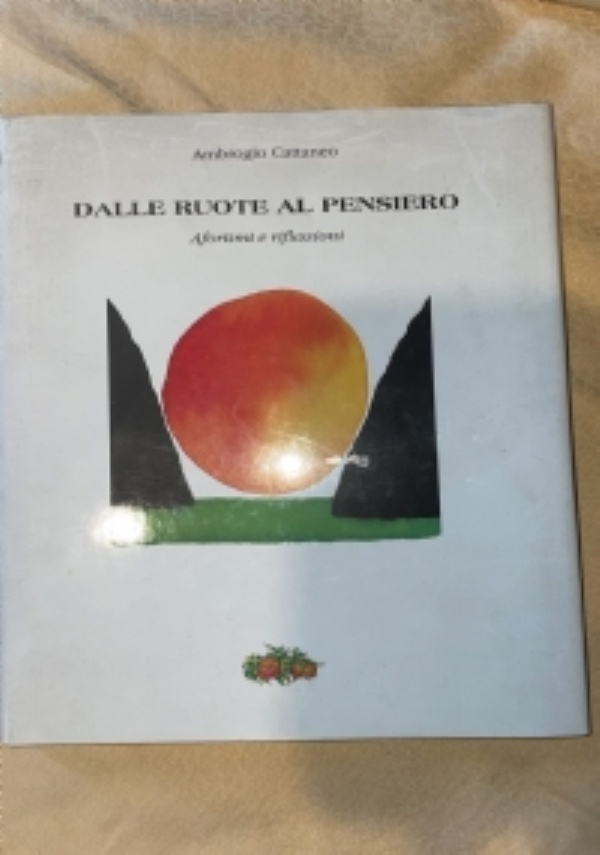 Ambrogio Cattaneo
DALLE RUOTE AL PENSIERO
Aforismi e riflessioni